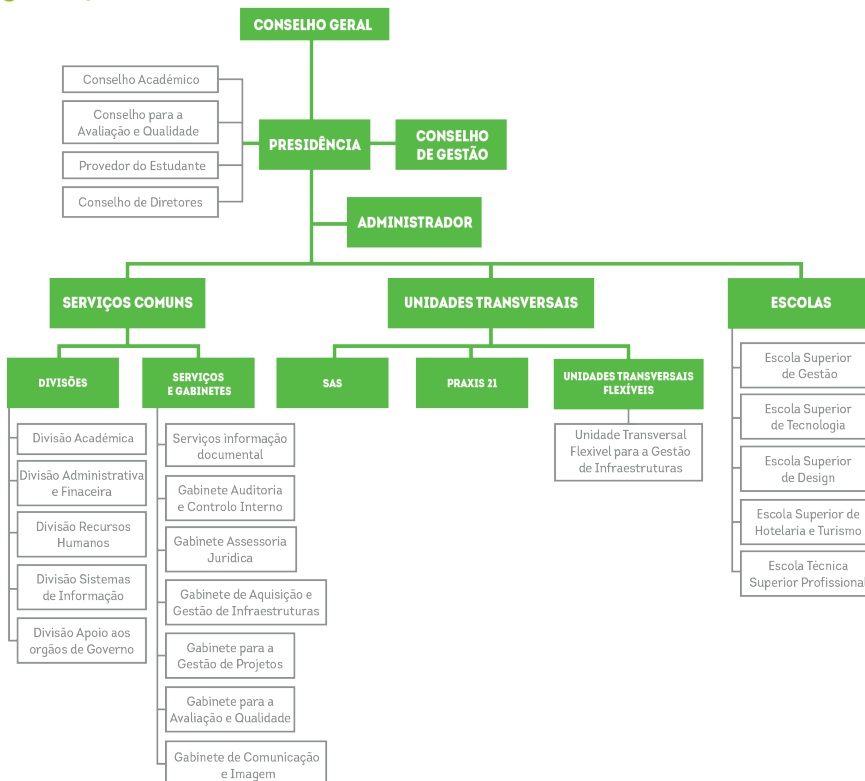 CONSELHO GERAL
Conselho Académico
Conselho para a
Avaliação e Qualidade
Provedor do Estudante
Conselho de Diretores
PRESIDÊNCIA
CONSELHO
DE GESTÃO
ADMINISTRADOR
SERVIÇOS COMUNS
UNIDADES TRANSVERSAIS
ESCOLAS
DIVISÕES
SERVIÇOS
E GABINETES
SAS
PRAXIS 21
UNIDADES TRANSVERSAIS
FLEXÍVEIS
Divisão Académica
Divisão Administrativa
e Finaceira
Divisão Recursos
Humanos
Divisão Sistemas
de Informação
Divisão Apoio aos
orgãos de Governo
Serviços informação
documental
Gabinete Auditoria
e Controlo Interno
Gabinete Assessoria
Jurídica
Gabinete de Aquisição e
Gestão de Infraestruturas
Gabinete para a
Gestão de Projetos
Gabinete para a
Avaliação e Qualidade
Gabinete de Comunicação
e Imagem
Unidade Transversal
Flexivel para a Gestão
de Infraestruturas
Escola Superior
de Gestão
Escola Superior
de Tecnologia
Escola Superior
de Design
Escola Superior de
Hotelaria e Turismo
Escola Técnica
Superior Profissional